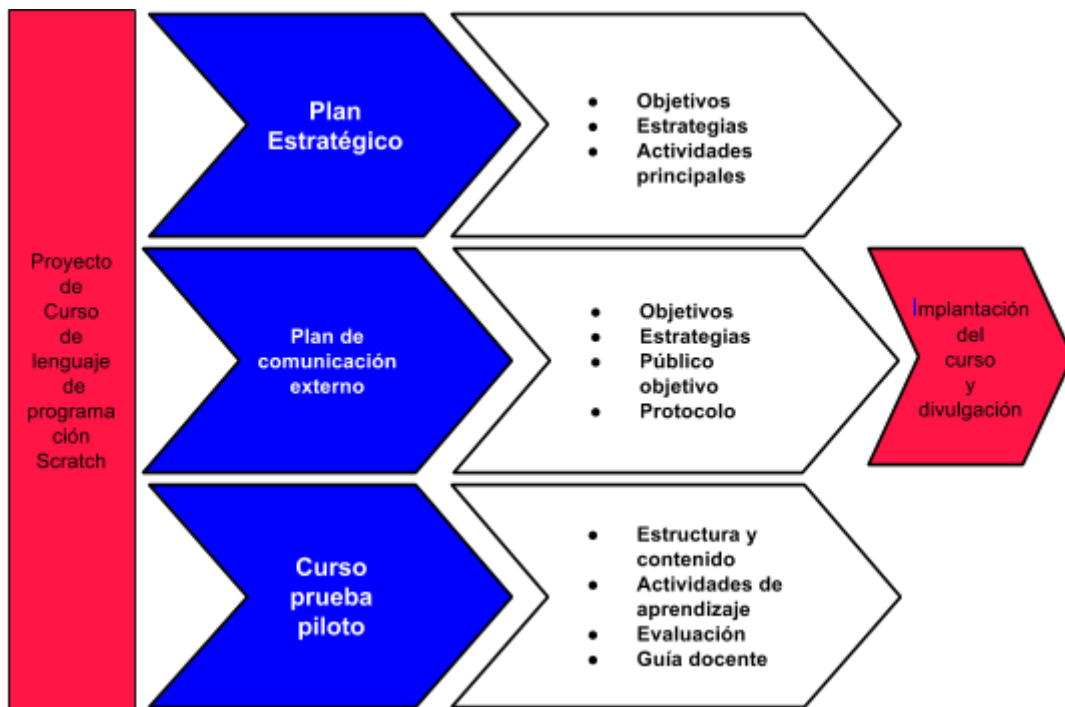 Proyecto
de
Curso
de
lenguaje
de
programa
ción
Scratch
Plan
Estratégico
● Objetivos
● Estrategias
● Actividades
principales
Plan de
comunicación
externo
● Objetivos
● Estrategias
● Público
objetivo
● Protocolo
Curso
prueba
piloto
● Estructura y
contenido
● Actividades de
aprendizaje
● Evaluación
● Guía docente
Implantación
del
curso
y
divulgación